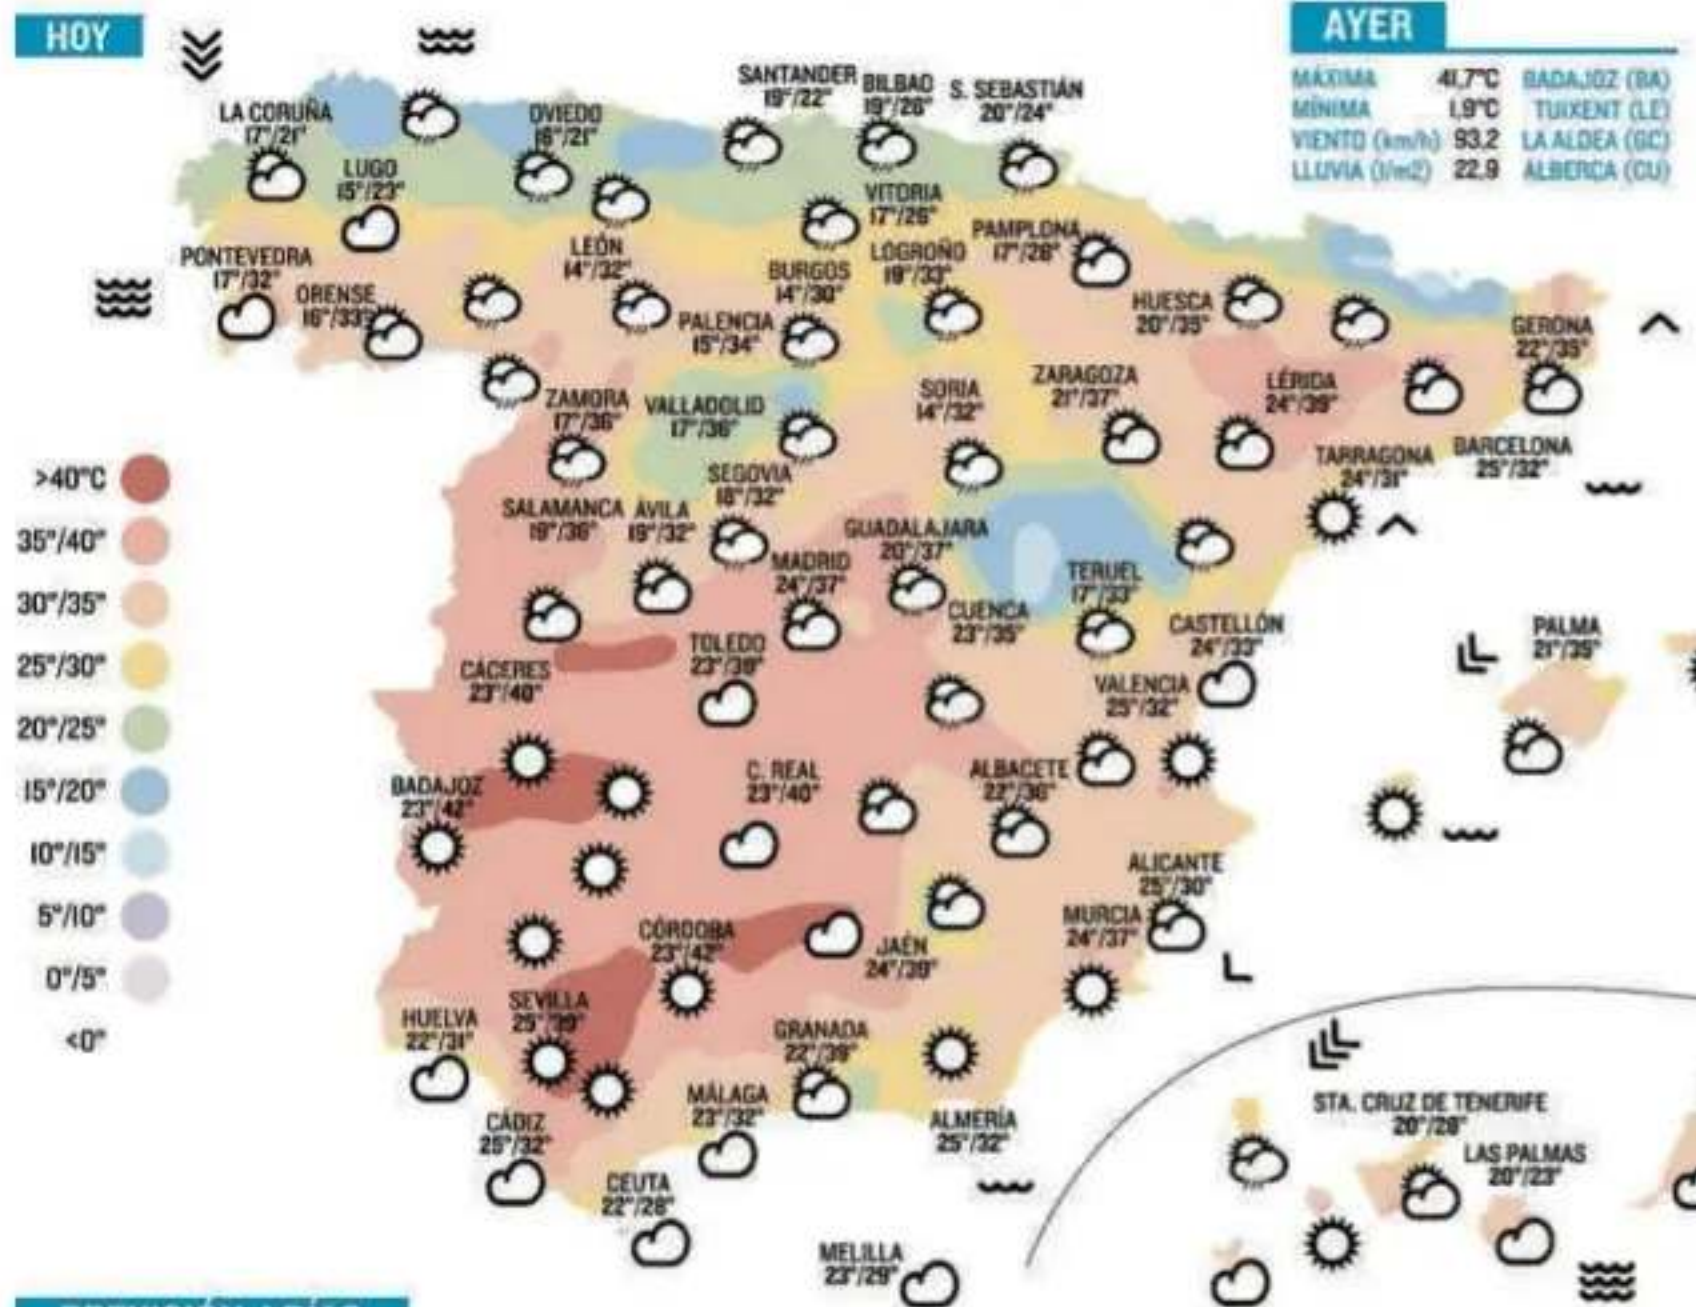 HOY
AYER
MÁXIMA 41,7°C BADAJOZ (BA)
MÍNIMA 1,9°C TUIXENT (LE)
VIENTO (km/h) 93,2 LA ALDEA (GC)
LLUVIA (l/m2) 22,9 ALBERCA (CU)
SANTANDER
19°/22°
BILBAO
19°/26°
S. SEBASTIÁN
20°/24°
LA CORUÑA
17°/21°
OVIEDO
16°/21°
LUGO
15°/23°
VITORIA
17°/26°
PAMPLONA
17°/28°
PONTEVEDRA
17°/32°
LEÓN
14°/32°
BURGOS
14°/30°
LOGROÑO
19°/33°
ORENSE
16°/33°
HUESCA
20°/35°
PALENCIA
15°/34°
GERONA
22°/35°
ZAMORA
17°/36°
VALLADOLID
17°/36°
SORIA
14°/32°
ZARAGOZA
21°/37°
LÉRIDA
24°/39°
SEGOVIA
18°/32°
TARRAGONA
24°/31°
BARCELONA
25°/32°
SALAMANCA
19°/36°
ÁVILA
19°/32°
GUADALAJARA
20°/37°
MADRID
24°/37°
TERUEL
17°/33°
CUENCA
23°/35°
CASTELLÓN
24°/33°
PALMA
21°/35°
TOLEDO
23°/39°
CÁCERES
23°/40°
VALENCIA
25°/32°
BADAJOZ
23°/42°
C. REAL
23°/40°
ALBACETE
22°/36°
ALICANTE
25°/30°
MURCIA
24°/37°
CÓRDOBA
23°/42°
JAÉN
24°/39°
SEVILLA
25°/39°
HUELVA
22°/31°
GRANADA
22°/38°
MÁLAGA
23°/32°
CÁDIZ
25°/32°
ALMERÍA
25°/32°
CEUTA
22°/28°
MELILLA
23°/29°
STA. CRUZ DE TENERIFE
20°/28°
LAS PALMAS
20°/23°
>40°C
35°/40°
30°/35°
25°/30°
20°/25°
15°/20°
10°/15°
5°/10°
0°/5°
<0°